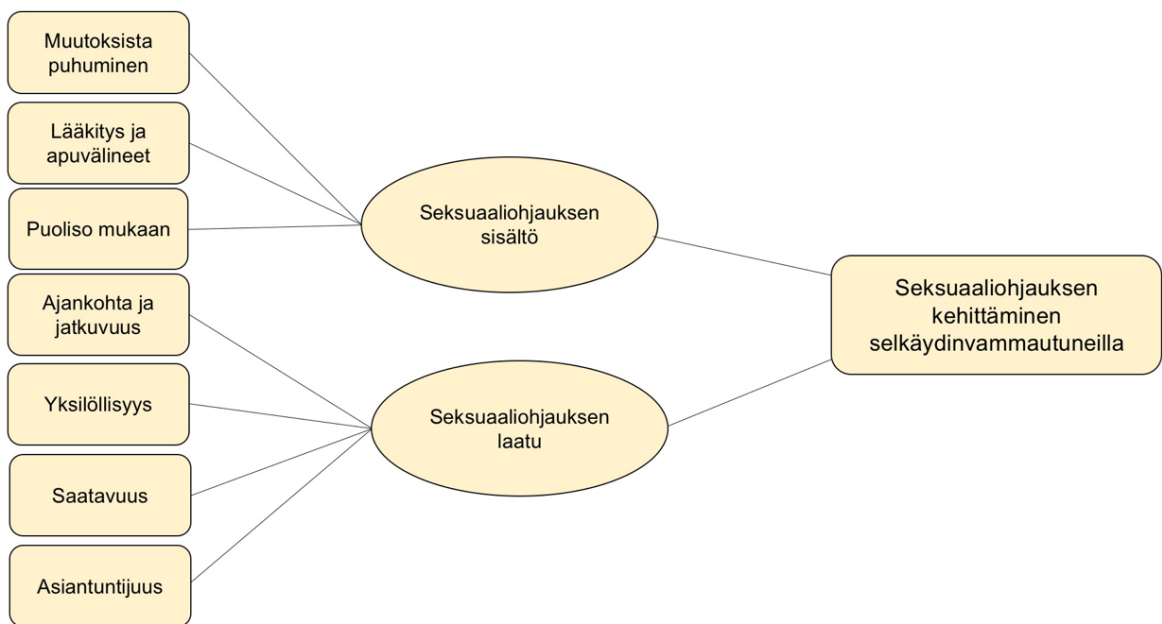 Muutoksista
puhuminen
Lääkitys ja
apuvälineet
Puoliso mukaan
Ajankohta ja
jatkuvuus
Yksilöllisyys
Saatavuus
Asiantuntijuus
Seksuaaliohjauksen
sisältö
Seksuaaliohjauksen
laatu
Seksuaaliohjauksen
kehittäminen
selkäydinvammautuneilla